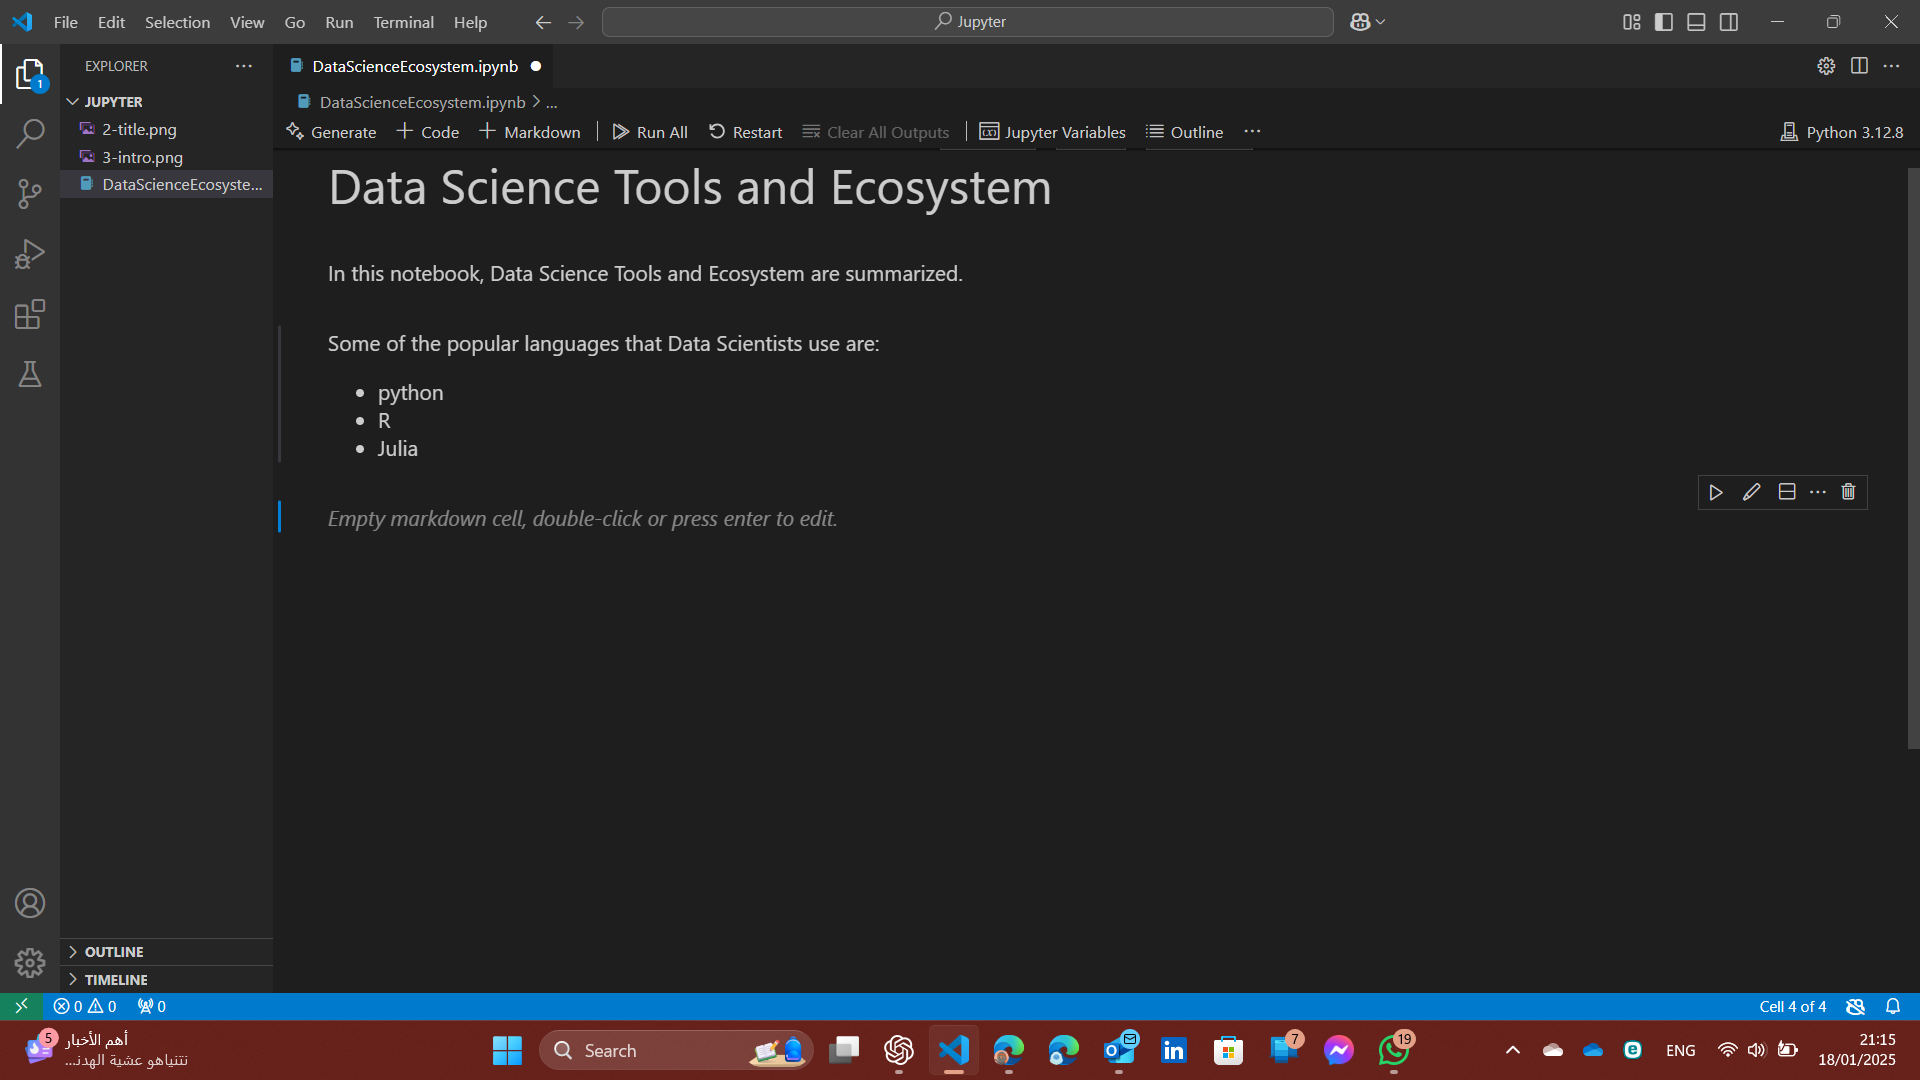 File Edit Selection View Go Run Terminal Help
Jupyter
EXPLORER
JUPYTER
2-title.png
3-intro.png
DataScienceEcosyste...
1
DataScienceEcosystem.ipynb
DataScienceEcosystem.ipynb > ...
Generate + Code + Markdown Run All Restart Clear All Outputs Jupyter Variables Outline ... Python 3.12.8
Data Science Tools and Ecosystem
In this notebook, Data Science Tools and Ecosystem are summarized.
Some of the popular languages that Data Scientists use are:
• python
• R
• Julia
Empty markdown cell, double-click or press enter to edit.
OUTLINE
TIMELINE
0 0 0
Cell 4 of 4
5
أهم الأخبار
نتنياهو عشية الهدن...
Search
7
19
ENG
21:15
18/01/2025